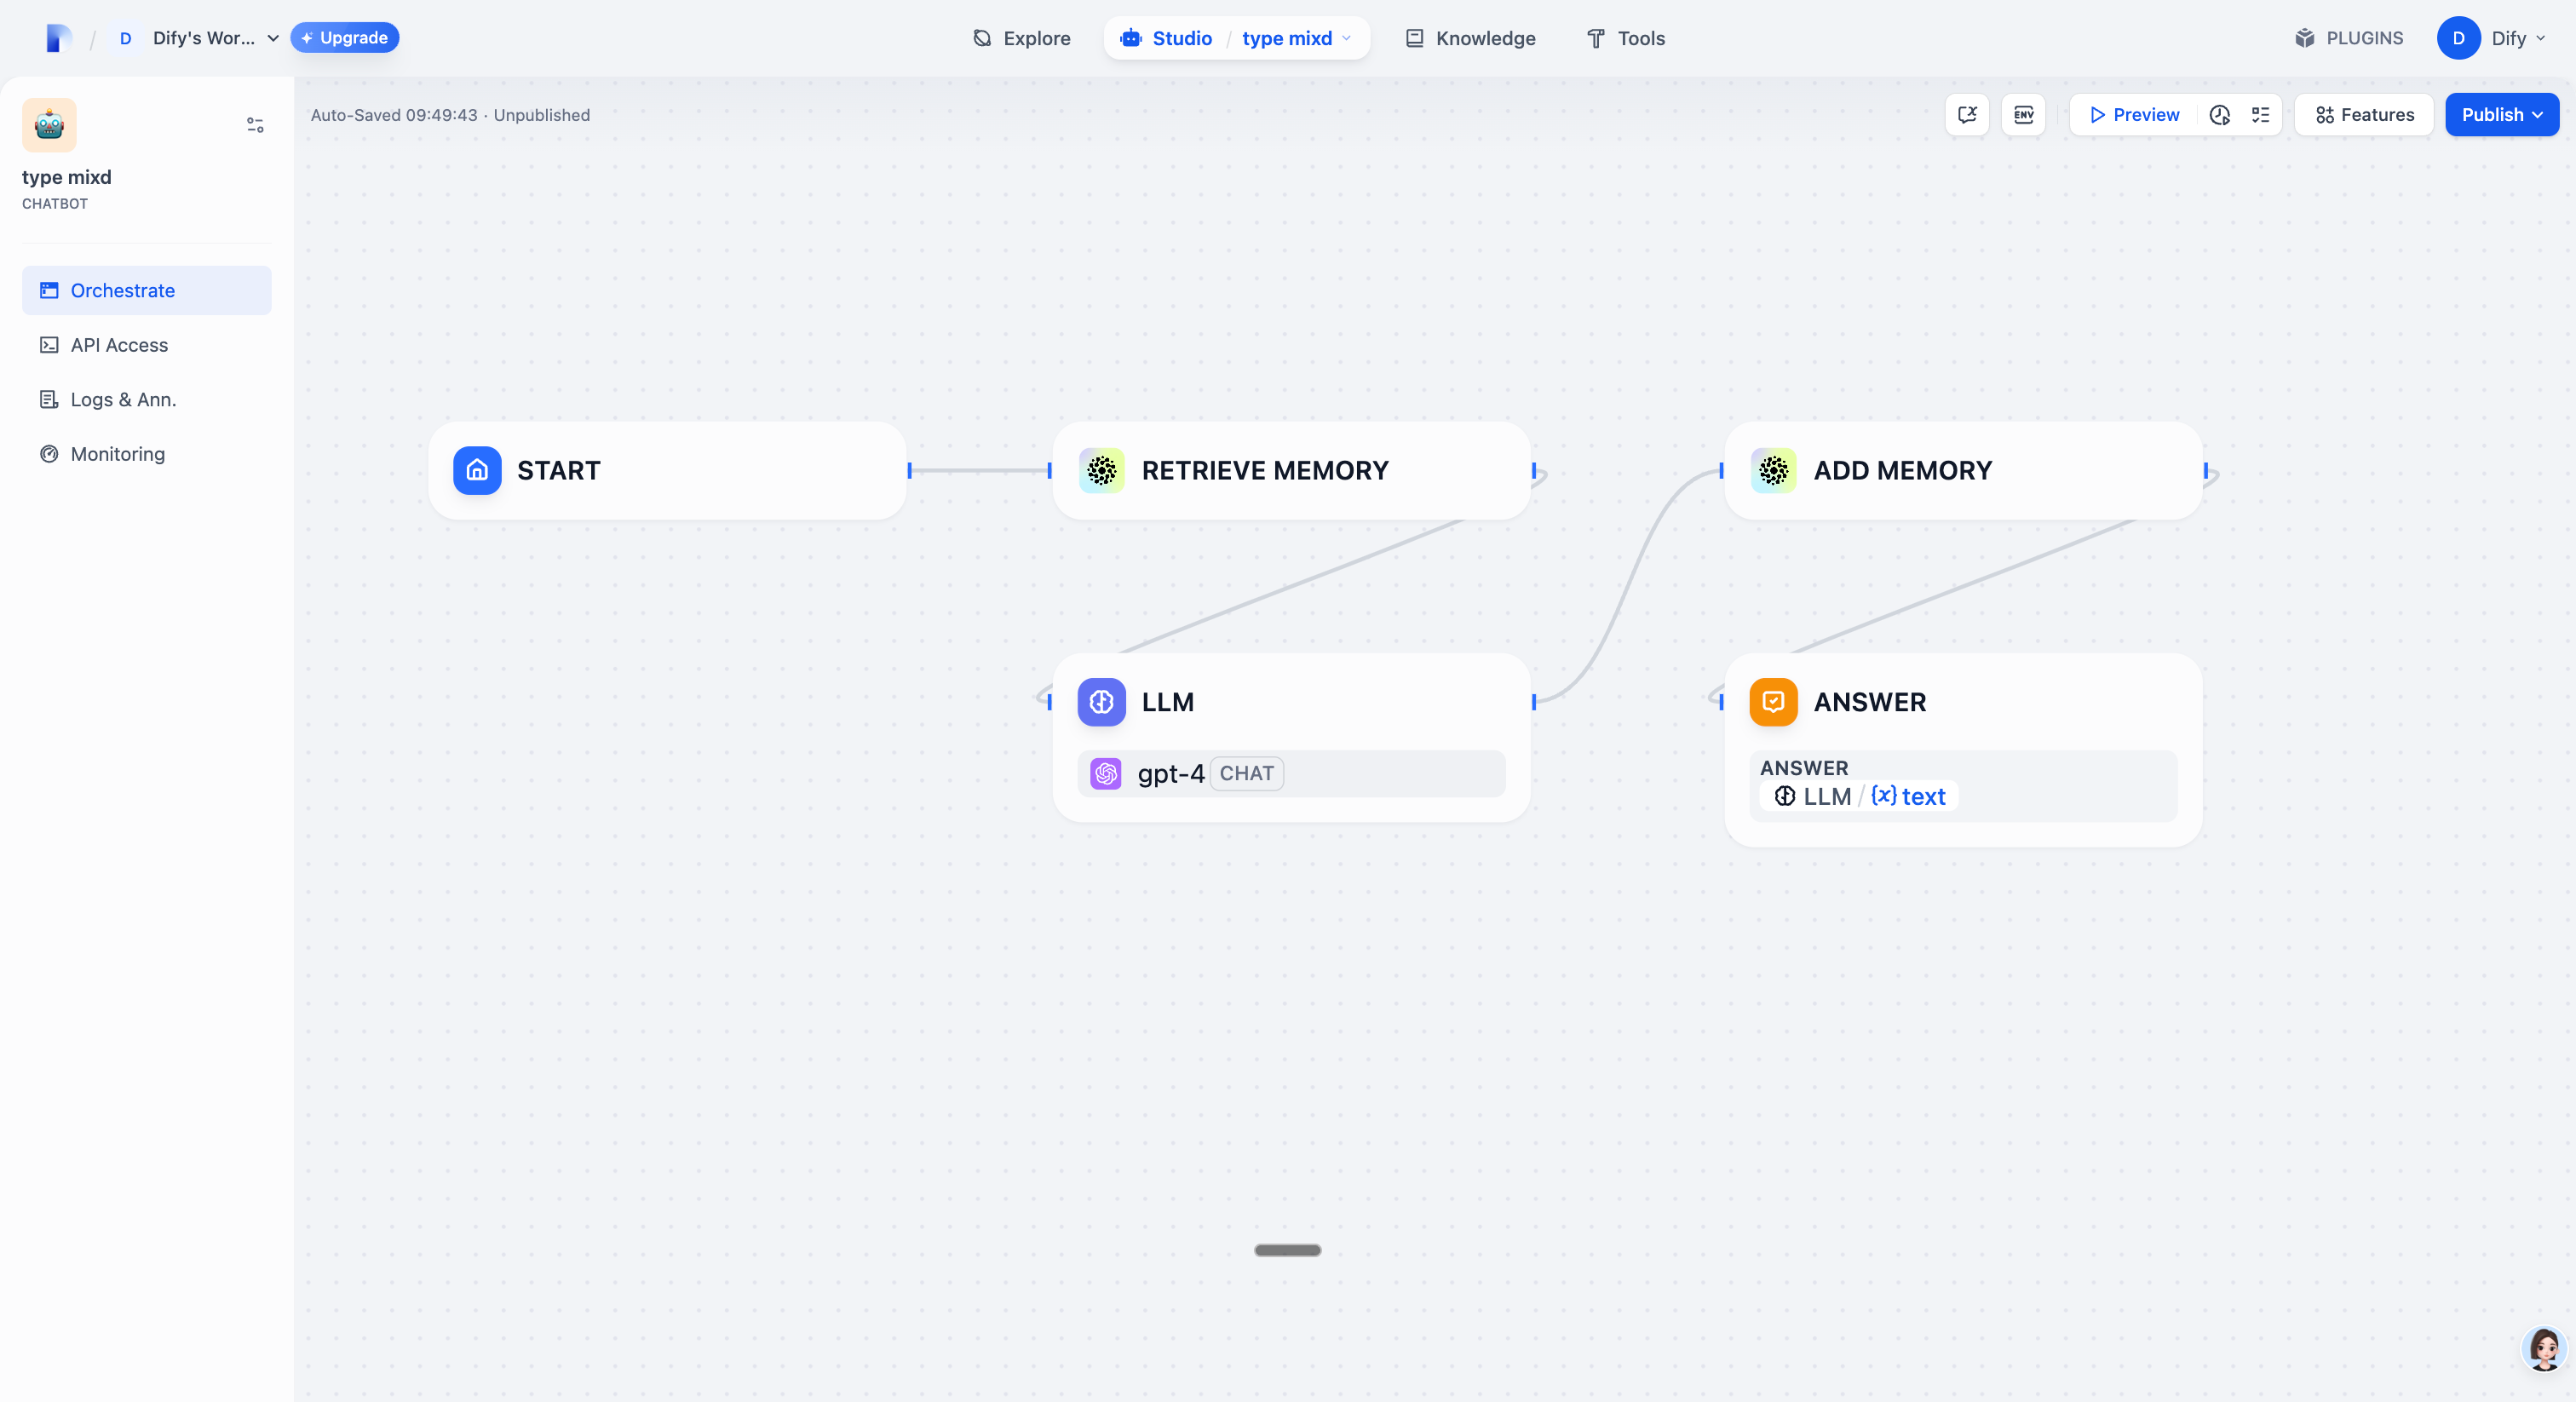 / D Dify's Wor... Upgrade
Explore
Studio / type mixd
Knowledge
Tools
PLUGINS
D Dify
type mixd
CHATBOT
Orchestrate
API Access
Logs & Ann.
Monitoring
Auto-Saved 09:49:43 · Unpublished
ENV
Preview
Features
Publish
START
RETRIEVE MEMORY
ADD MEMORY
LLM
gpt-4 CHAT
ANSWER
ANSWER
LLM / {x} text